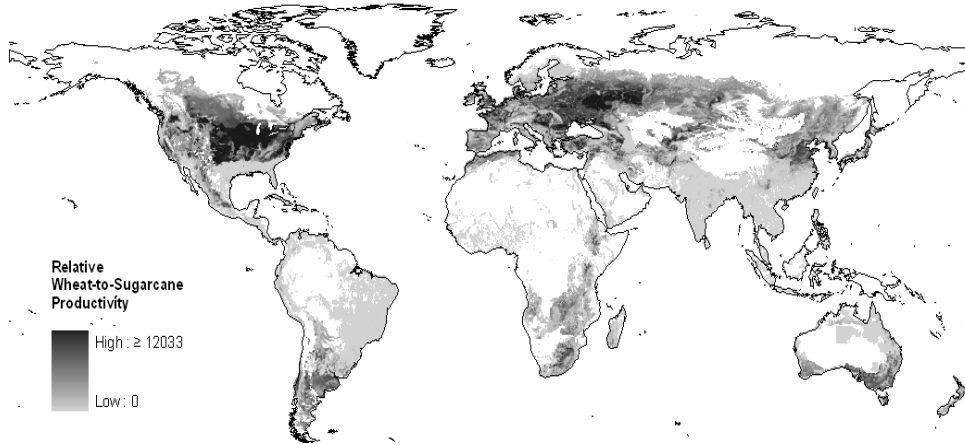 Relative
Wheat-to-Sugarcane
Productivity
High : ≥ 12033
Low : 0